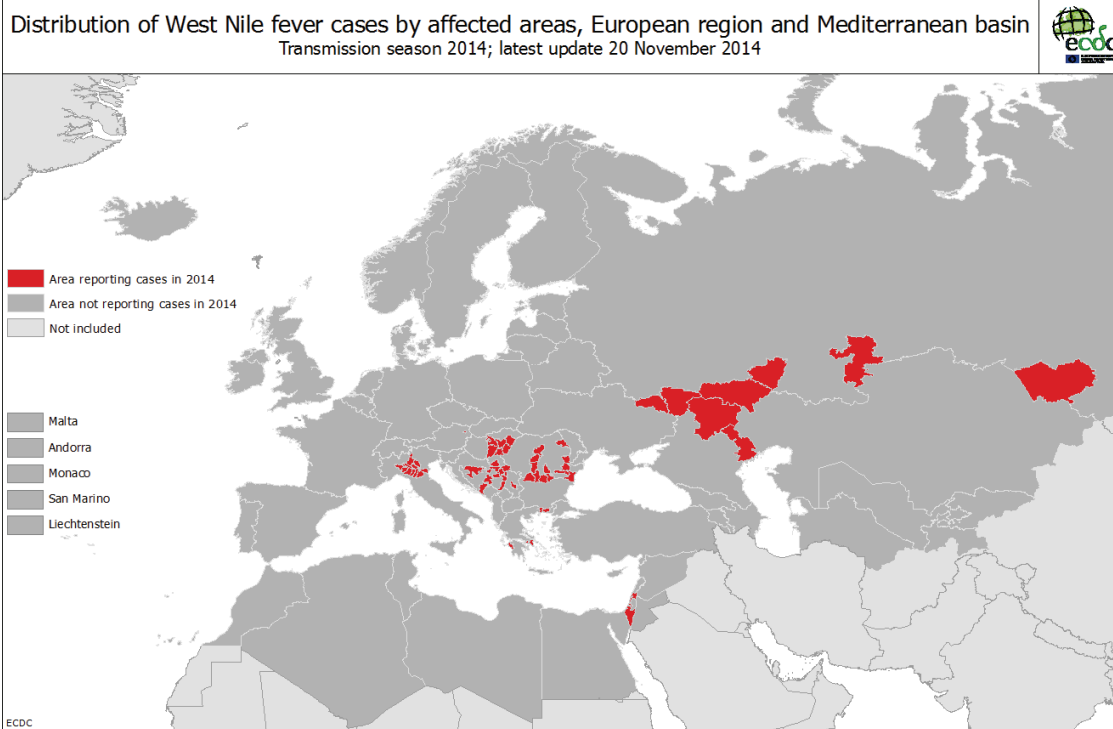 Distribution of West Nile fever cases by affected areas, European region and Mediterranean basin
Transmission season 2014; latest update 20 November 2014
ecdc
Area reporting cases in 2014
Area not reporting cases in 2014
Not included
Malta
Andorra
Monaco
San Marino
Liechtenstein
ECDC